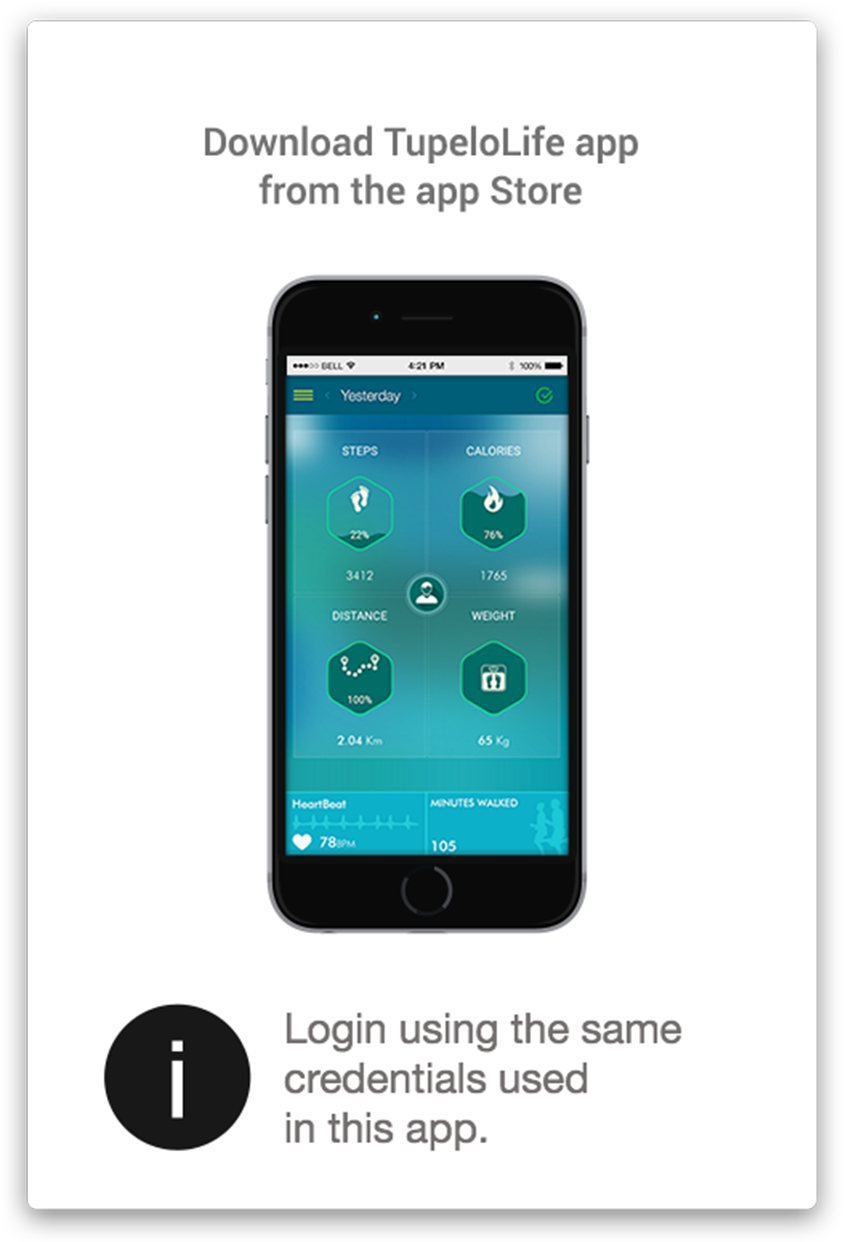 Download TupeloLife app
from the app Store
BELL 4:21 PM 100%
Yesterday
STEPS CALORIES
22% 76%
3412 1765
DISTANCE WEIGHT
100%
2.04 Km 65 Kg
HeartBeat MINUTES WALKED
78BPM 105
i
Login using the same
credentials used
in this app.